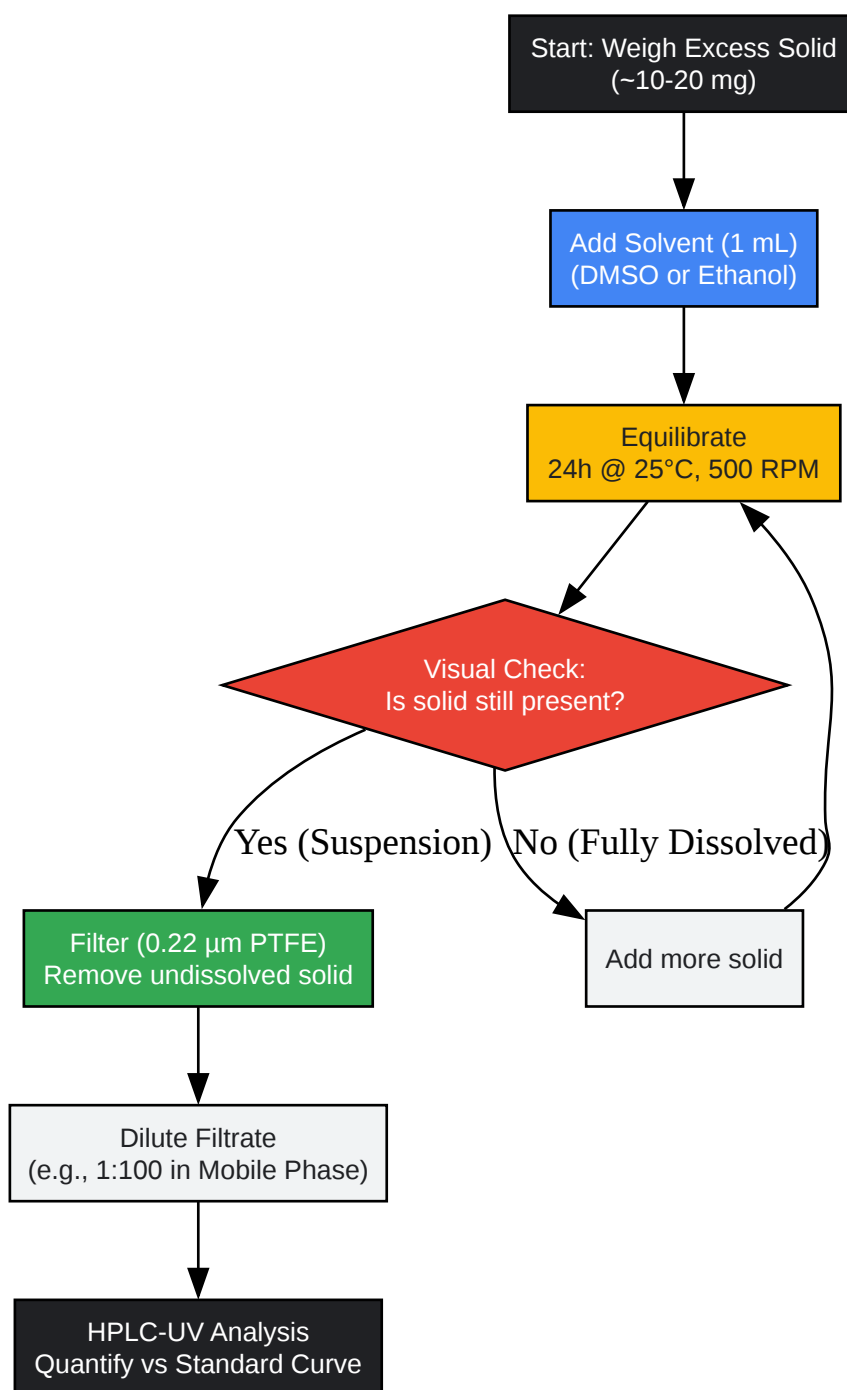 Start: Weigh Excess Solid
(~10-20 mg)
Add Solvent (1 mL)
(DMSO or Ethanol)
Equilibrate
24h @ 25°C, 500 RPM
Visual Check:
Is solid still present?
Yes (Suspension)
No (Fully Dissolved)
Filter (0.22 µm PTFE)
Remove undissolved solid
Add more solid
Dilute Filtrate
(e.g., 1:100 in Mobile Phase)
HPLC-UV Analysis
Quantify vs Standard Curve